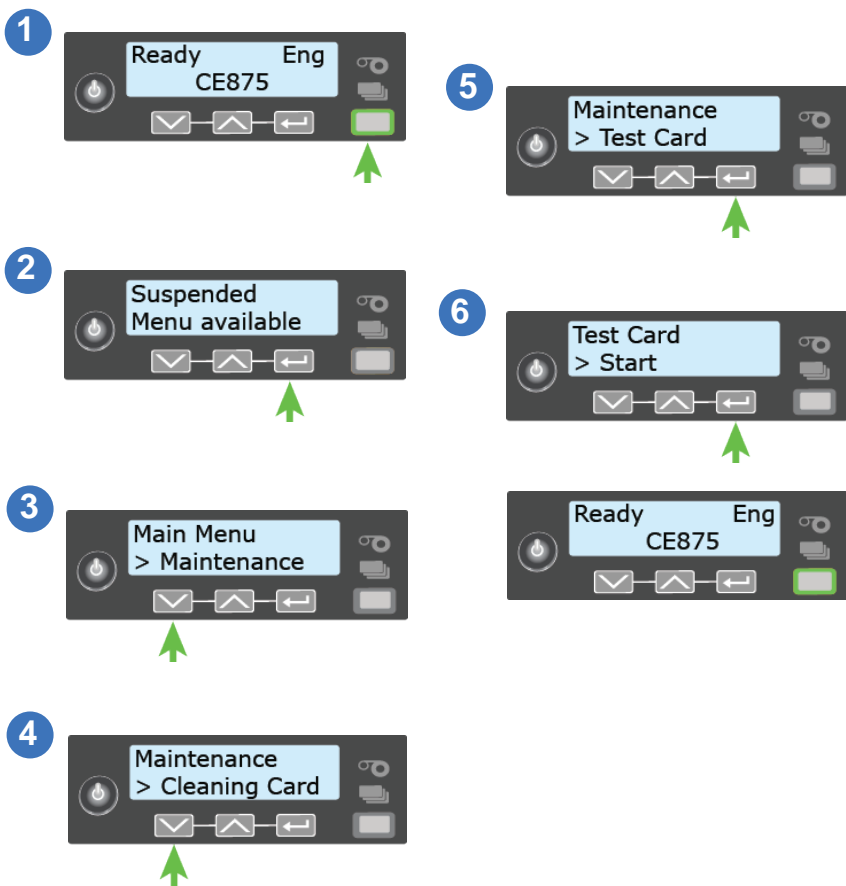 1
Ready Eng
CE875
2
Suspended
Menu available
3
Main Menu
> Maintenance
4
Maintenance
> Cleaning Card
5
Maintenance
> Test Card
6
Test Card
> Start
Ready Eng
CE875